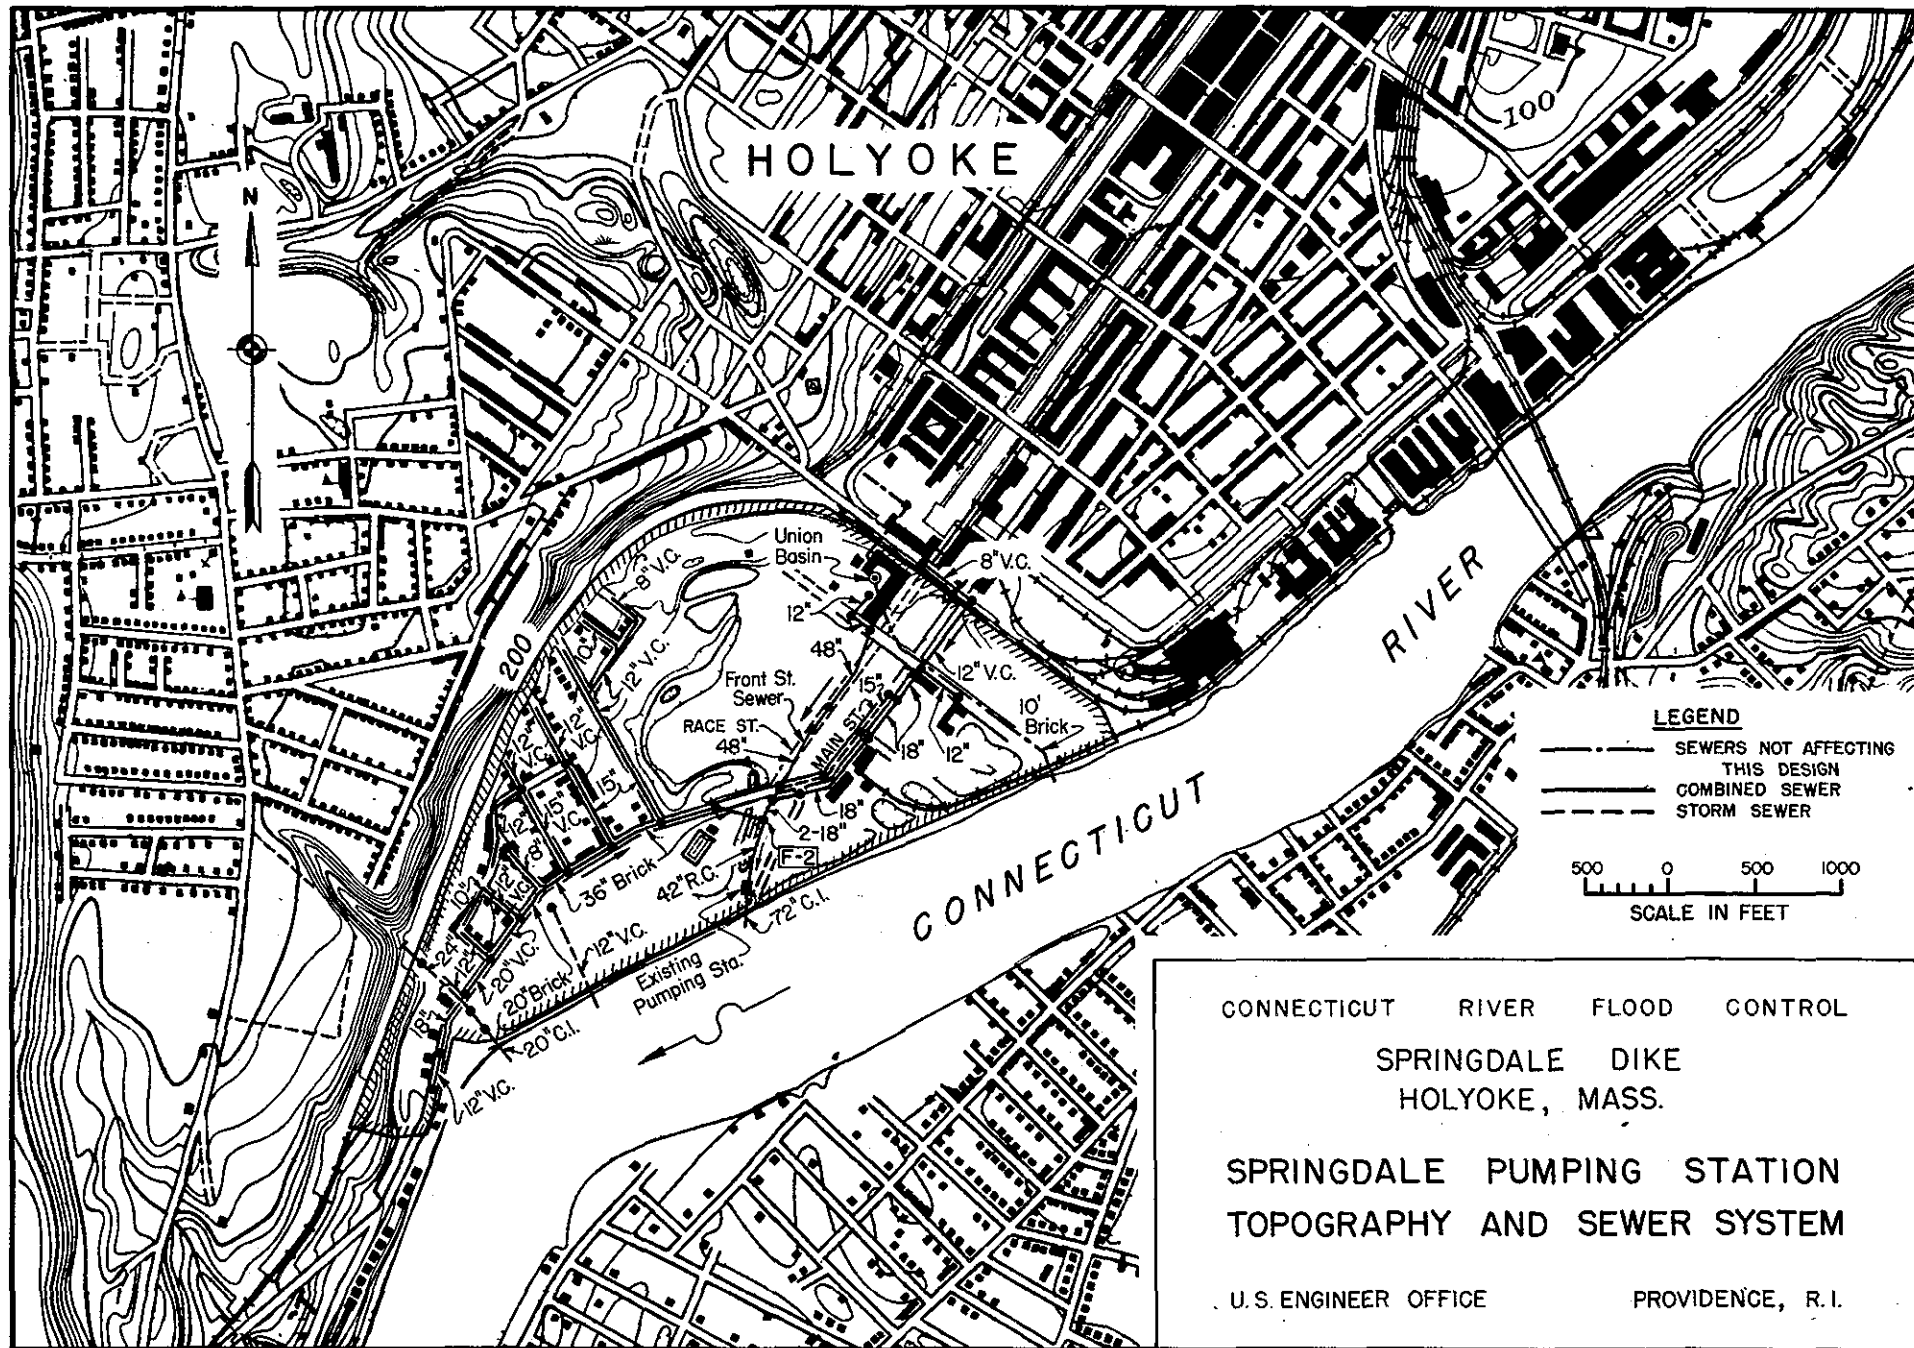 HOLYOKE
100
N
200
Union
Basin
8" V.C.
8" V.C.
12"
10"
12" V.C.
48"
12" V.C.
Front St.
Sewer
15"
10'
Brick
RACE ST.
48"
MAIN ST.
12"
V.C.
12"
V.C.
18"
12"
15"
15"
V.C.
12"
8"
18"
2-18"
F-2
36" Brick
42" R.C.
72" C.I.
10"
12"
V.C.
24"
12"
20" V.C.
12" V.C.
20" Brick
Existing
Pumping Sta.
18"
20" C.I.
12" V.C.
CONNECTICUT
RIVER
LEGEND
SEWERS NOT AFFECTING
THIS DESIGN
COMBINED SEWER
STORM SEWER
500 0 500 1000
SCALE IN FEET
CONNECTICUT RIVER FLOOD CONTROL
SPRINGDALE DIKE
HOLYOKE, MASS.
SPRINGDALE PUMPING STATION
TOPOGRAPHY AND SEWER SYSTEM
U.S. ENGINEER OFFICE PROVIDENCE, R.I.